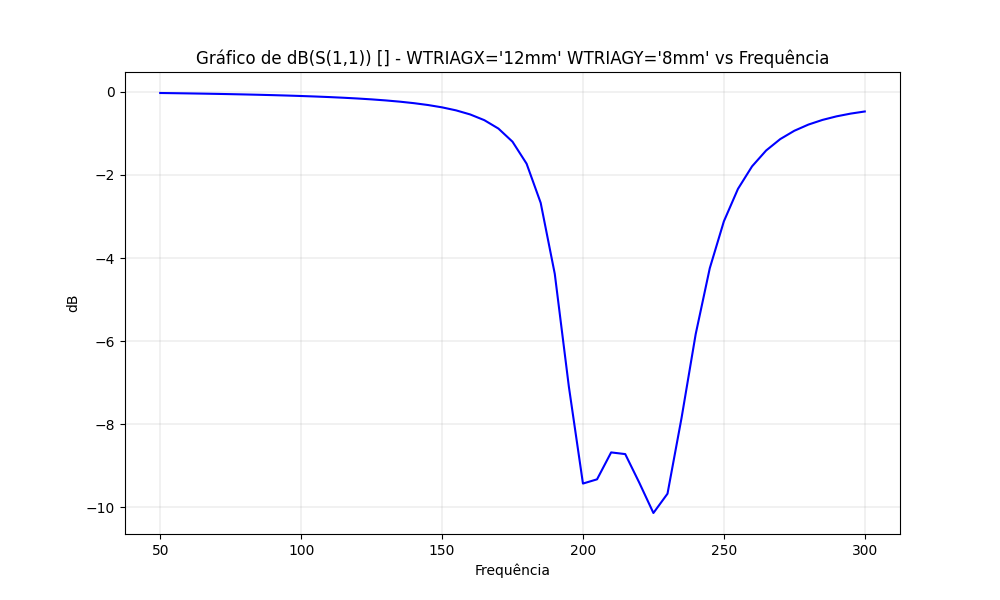 Gráfico de dB(S(1,1)) [] - WTRIAGX='12mm' WTRIAGY='8mm' vs Frequência
0
−2
−4
−6
−8
−10
dB
50 100 150 200 250 300
Frequência